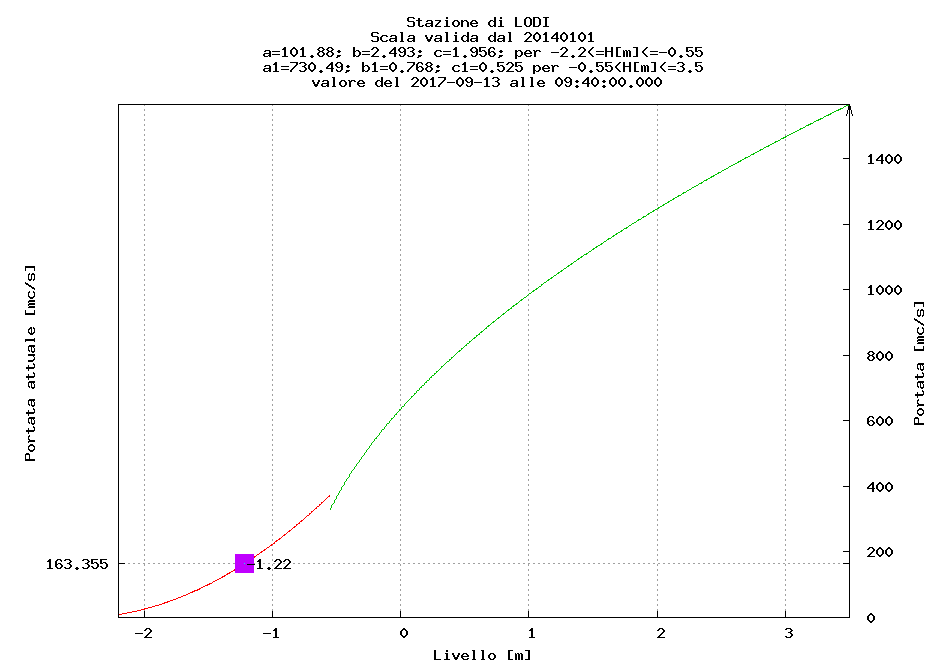 Stazione di LODI
Scala valida dal 20140101
a=101.88; b=2.493; c=1.956; per -2.2<=H[m]<=-0.55
a1=730.49; b1=0.768; c1=0.525 per -0.55<H[m]<=3.5
valore del 2017-09-13 alle 09:40:00.000
1400
1200
1000
800
600
400
200
0
Portata attuale [mc/s]
Portata [mc/s]
163.355
-1.22
-2
-1
0
1
2
3
Livello [m]